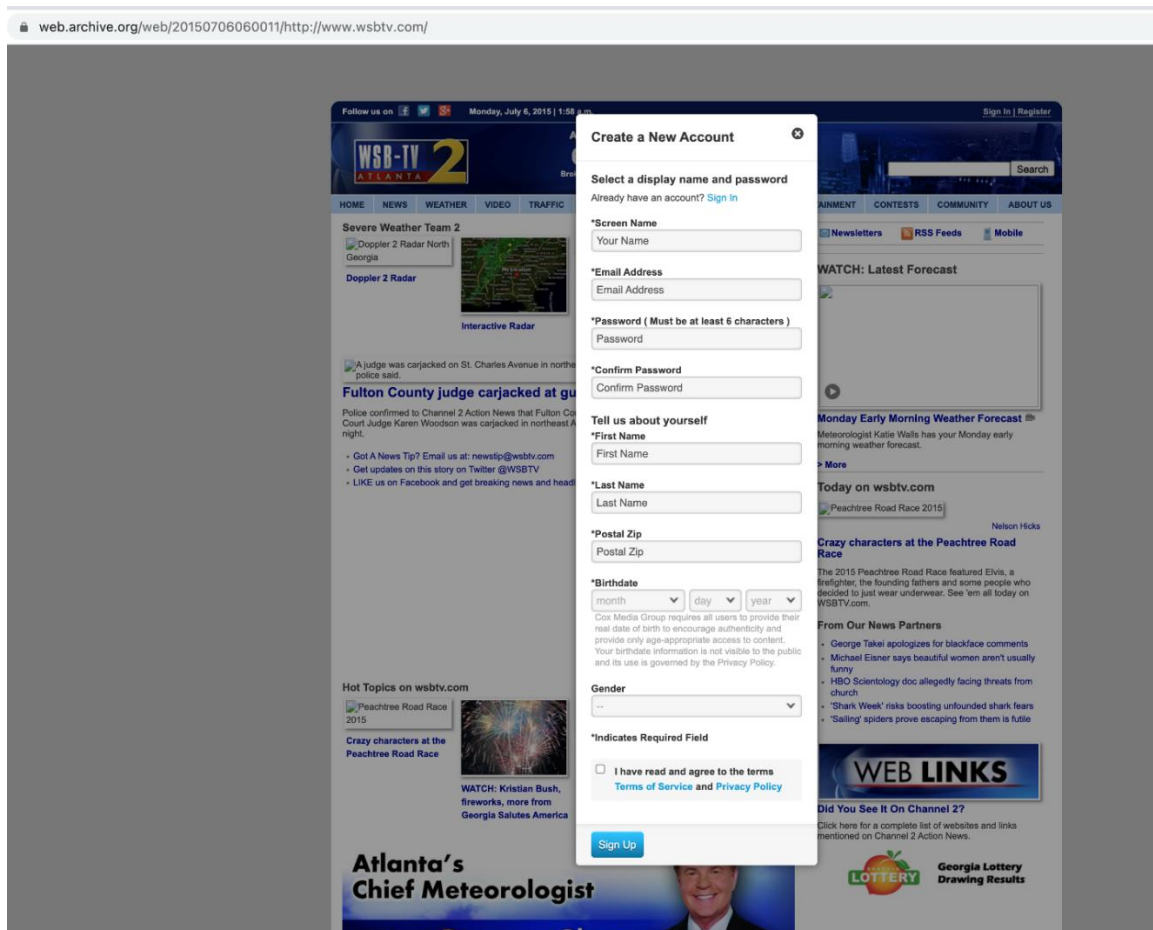 web.archive.org/web/20150706060011/http://www.wsbtv.com/
Follow us on
Monday, July 6, 2015 | 1:58 a.m.
Sign In | Register
WSB-TV 2
ATLANTA
Search
HOME NEWS WEATHER VIDEO TRAFFIC
CONTESTS COMMUNITY ABOUT US
Severe Weather Team 2
Doppler 2 Radar North
Georgia
Doppler 2 Radar
Interactive Radar
A judge was carjacked on St. Charles Avenue in northe
police said.
Fulton County judge carjacked at gu
Police confirmed to Channel 2 Action News that Fulton Co
Court Judge Karen Woodson was carjacked in northeast A
night.
Got A News Tip? Email us at: newstip@wsbtv.com
Get updates on this story on Twitter @WSBTV
LIKE us on Facebook and get breaking news and headl
Hot Topics on wsbtv.com
Peachtree Road Race
2015
Crazy characters at the
Peachtree Road Race
WATCH: Kristian Bush,
fireworks, more from
Georgia Salutes America
Atlanta's
Chief Meteorologist
Create a New Account
Select a display name and password
Already have an account? Sign In
*Screen Name
Your Name
*Email Address
Email Address
*Password ( Must be at least 6 characters )
Password
*Confirm Password
Confirm Password
Tell us about yourself
*First Name
First Name
*Last Name
Last Name
*Postal Zip
Postal Zip
*Birthdate
month day year
Cox Media Group requires all users to provide their
real date of birth to encourage authenticity and
provide only age-appropriate access to content.
Your birthdate information is not visible to the public
and its use is governed by the Privacy Policy.
Gender
--
*Indicates Required Field
I have read and agree to the terms
Terms of Service and Privacy Policy
Sign Up
Newsletters RSS Feeds Mobile
WATCH: Latest Forecast
Monday Early Morning Weather Forecast
Meteorologist Katie Walls has your Monday early
morning weather forecast.
> More
Today on wsbtv.com
Peachtree Road Race 2015
Nelson Hicks
Crazy characters at the Peachtree Road
Race
The 2015 Peachtree Road Race featured Elvis, a
firefighter, the founding fathers and some people who
decided to just wear underwear. See 'em all today on
WSBTV.com.
From Our News Partners
George Takei apologizes for blackface comments
Michael Eisner says beautiful women aren't usually
funny
HBO Scientology doc allegedly facing threats from
church
'Shark Week' risks boosting unfounded shark fears
'Sailing' spiders prove escaping from them is futile
WEB LINKS
Did You See It On Channel 2?
Click here for a complete list of websites and links
mentioned on Channel 2 Action News.
LOTTERY
Georgia Lottery
Drawing Results